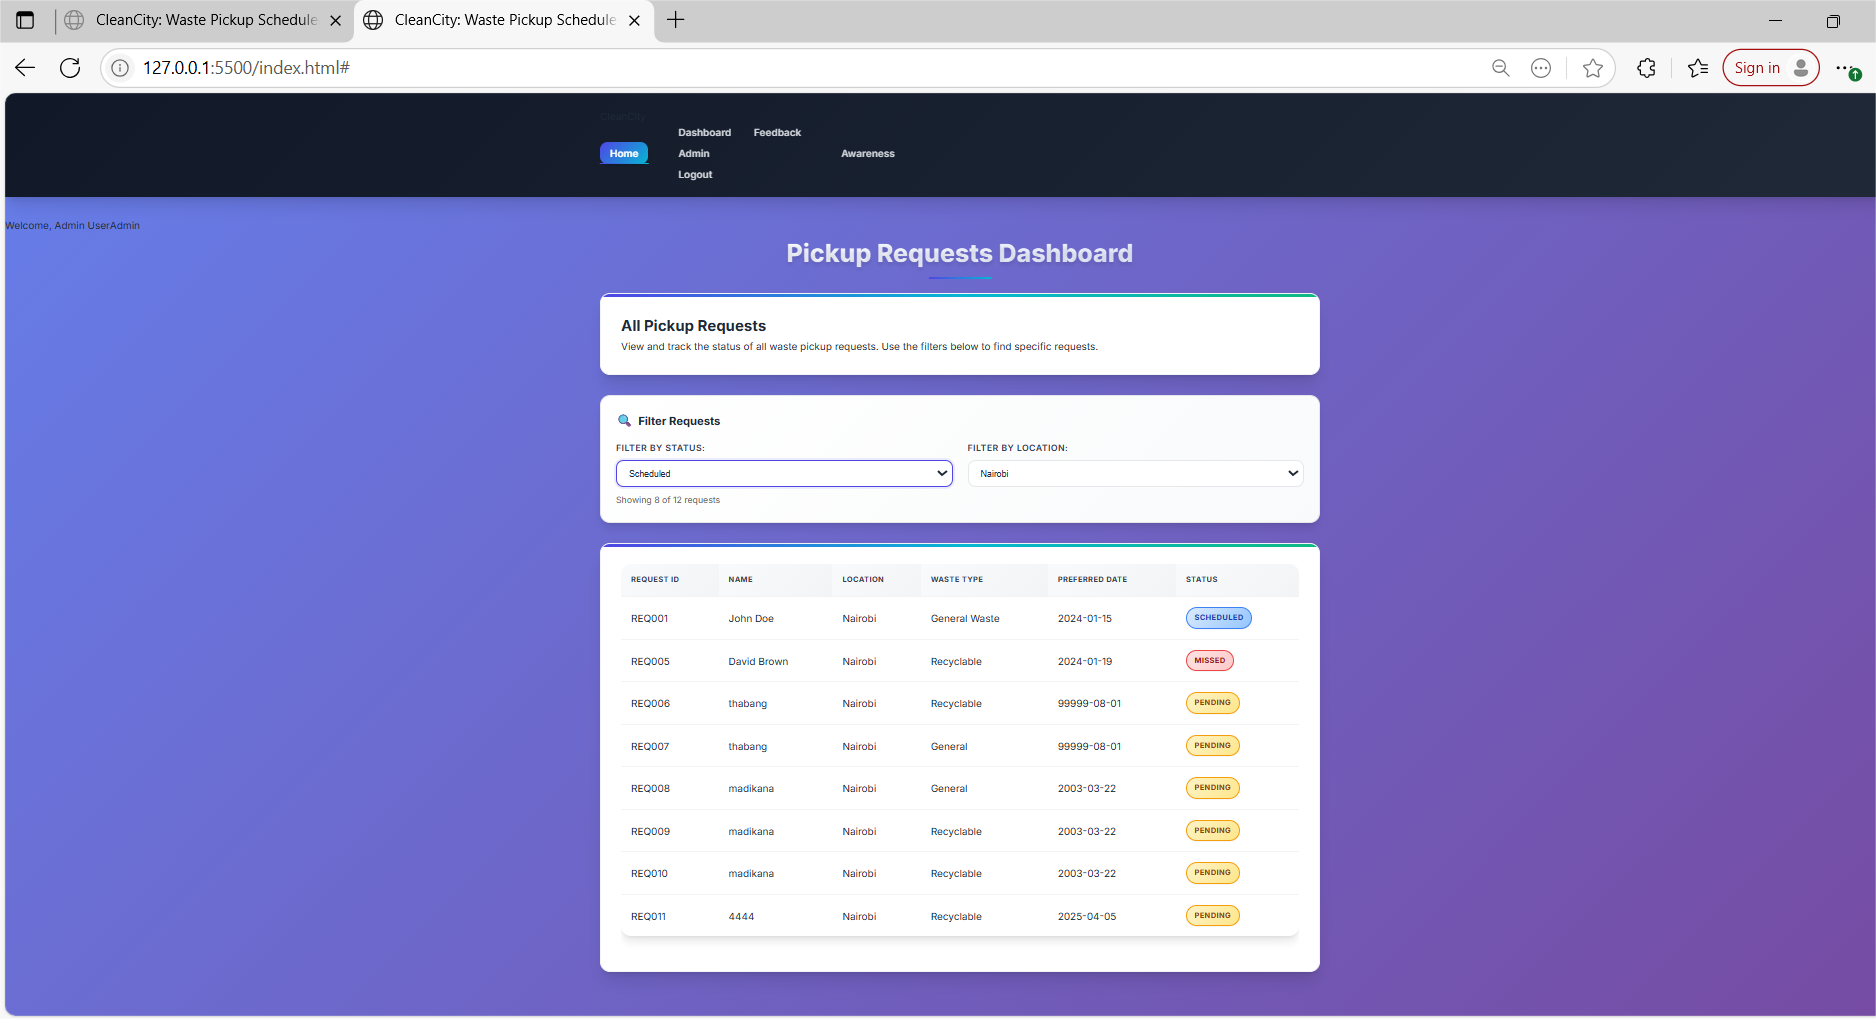 CleanCity: Waste Pickup Schedule
CleanCity: Waste Pickup Schedule
127.0.0.1:5500/index.html#
Sign in
CleanCity
Home
Dashboard Feedback
Admin Awareness
Logout
Welcome, Admin UserAdmin
Pickup Requests Dashboard
All Pickup Requests
View and track the status of all waste pickup requests. Use the filters below to find specific requests.
Filter Requests
FILTER BY STATUS: FILTER BY LOCATION:
Scheduled Nairobi
Showing 8 of 12 requests
REQUEST ID NAME LOCATION WASTE TYPE PREFERRED DATE STATUS
REQ001 John Doe Nairobi General Waste 2024-01-15 SCHEDULED
REQ005 David Brown Nairobi Recyclable 2024-01-19 MISSED
REQ006 thabang Nairobi Recyclable 99999-08-01 PENDING
REQ007 thabang Nairobi General 99999-08-01 PENDING
REQ008 madikana Nairobi General 2003-03-22 PENDING
REQ009 madikana Nairobi Recyclable 2003-03-22 PENDING
REQ010 madikana Nairobi Recyclable 2003-03-22 PENDING
REQ011 4444 Nairobi Recyclable 2025-04-05 PENDING